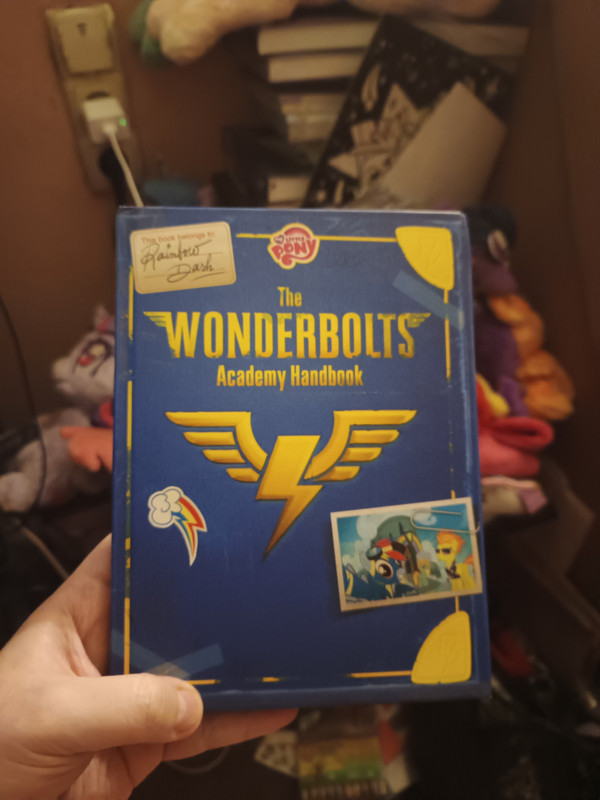 This book belongs to:
Rainbow
Dash
MY LITTLE
PONY
The
WONDERBOLTS
Academy Handbook